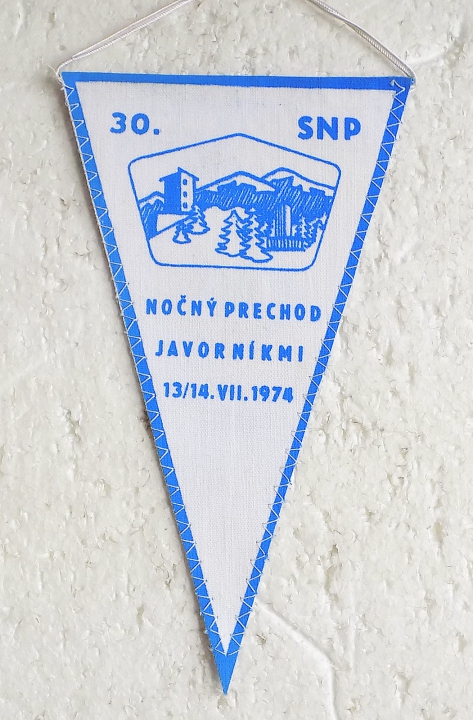 30. SNP
NOČNÝ PRECHOD
JAVORNÍKMI
13/14. VII. 1974